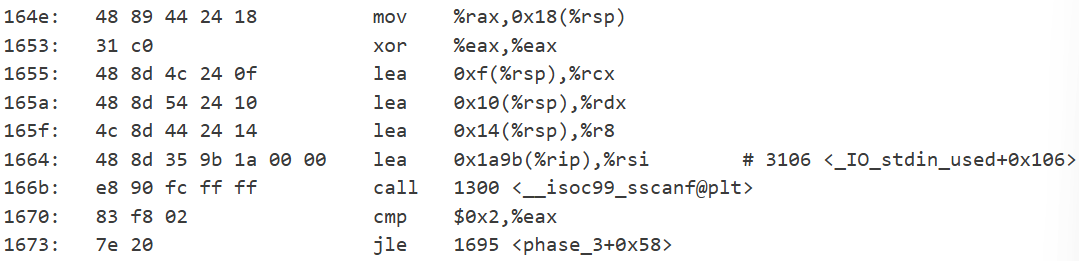 164e: 48 89 44 24 18 mov %rax,0x18(%rsp)
1653: 31 c0 xor %eax,%eax
1655: 48 8d 4c 24 0f lea 0xf(%rsp),%rcx
165a: 48 8d 54 24 10 lea 0x10(%rsp),%rdx
165f: 4c 8d 44 24 14 lea 0x14(%rsp),%r8
1664: 48 8d 35 9b 1a 00 00 lea 0x1a9b(%rip),%rsi # 3106 <_IO_stdin_used+0x106>
166b: e8 90 fc ff ff call 1300 <__isoc99_sscanf@plt>
1670: 83 f8 02 cmp $0x2,%eax
1673: 7e 20 jle 1695 <phase_3+0x58>